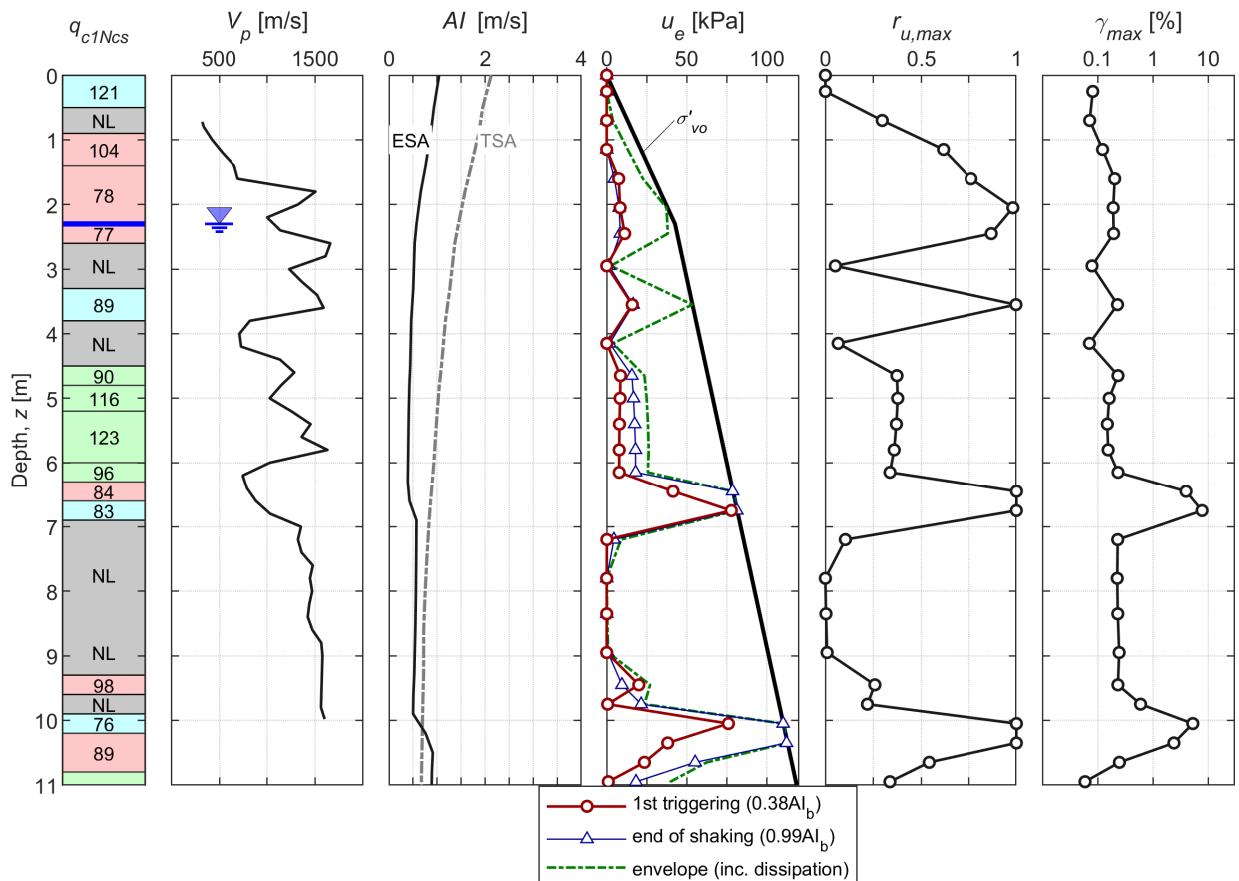 q_c1Ncs
V_p [m/s]
AI [m/s]
u_e [kPa]
r_u,max
γ_max [%]
500 1500
0 2 4
0 50 100
0 0.5 1
0.1 1 10
0
1
2
3
4
5
6
7
8
9
10
11
Depth, z [m]
121
NL
104
78
77
NL
89
NL
90
116
123
96
84
83
NL
NL
98
NL
76
89
ESA
TSA
σ'_vo
1st triggering (0.38AI_b)
end of shaking (0.99AI_b)
envelope (inc. dissipation)